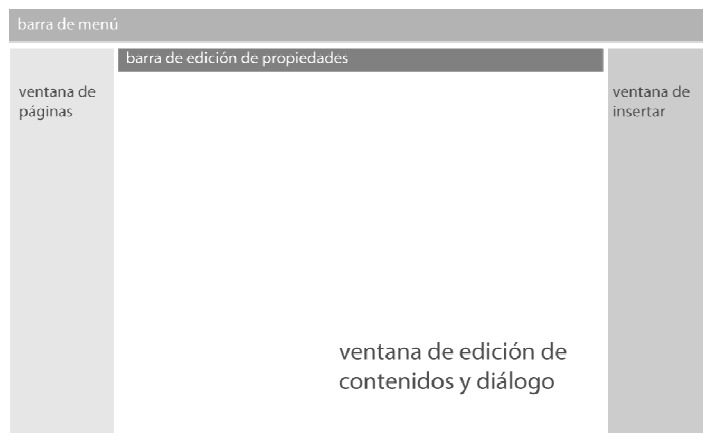 barra de menú
barra de edición de propiedades
ventana de
páginas
ventana de
insertar
ventana de edición de
contenidos y diálogo